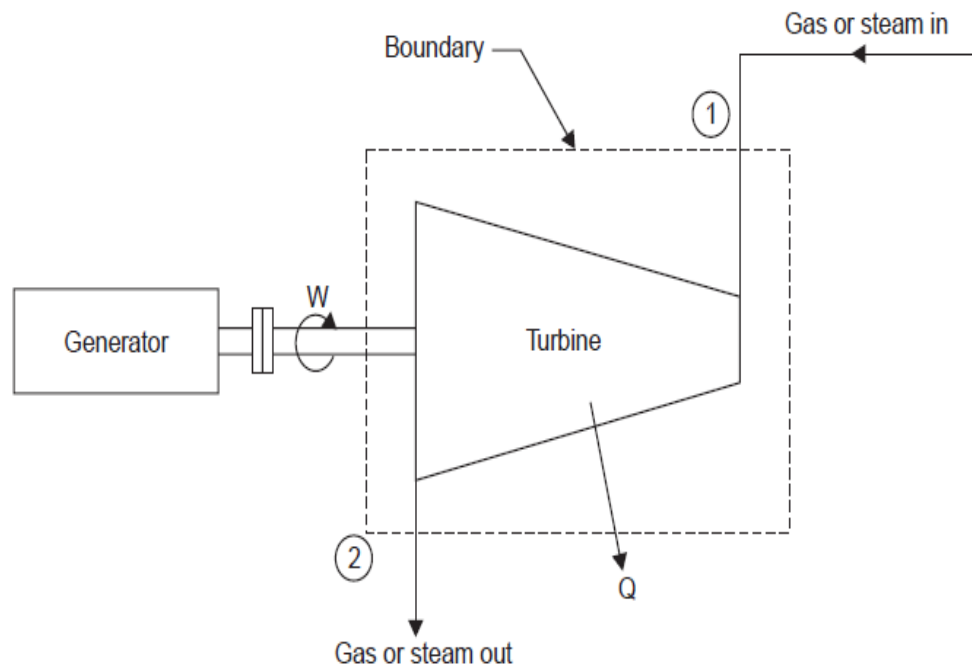 Gas or steam in
Boundary
1
W
Generator
Turbine
2
Q
Gas or steam out